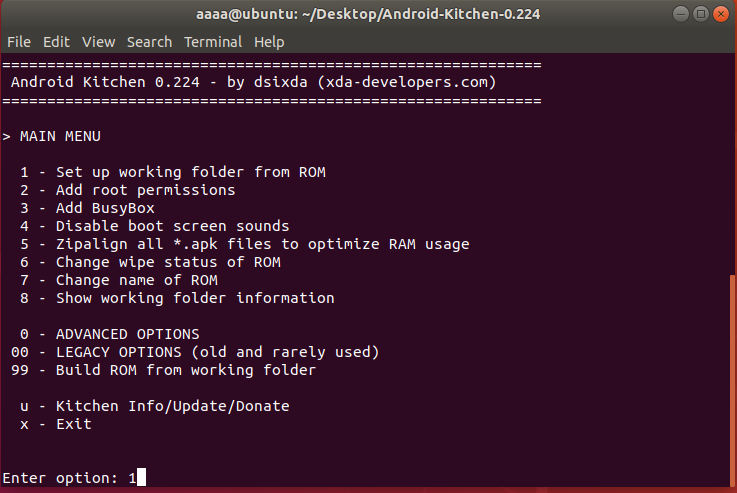 aaaa@ubuntu: ~/Desktop/Android-Kitchen-0.224
File Edit View Search Terminal Help
============================================================
Android Kitchen 0.224 - by dsixda (xda-developers.com)
============================================================
> MAIN MENU
1 - Set up working folder from ROM
2 - Add root permissions
3 - Add BusyBox
4 - Disable boot screen sounds
5 - Zipalign all *.apk files to optimize RAM usage
6 - Change wipe status of ROM
7 - Change name of ROM
8 - Show working folder information
0 - ADVANCED OPTIONS
00 - LEGACY OPTIONS (old and rarely used)
99 - Build ROM from working folder
u - Kitchen Info/Update/Donate
x - Exit
Enter option: 1